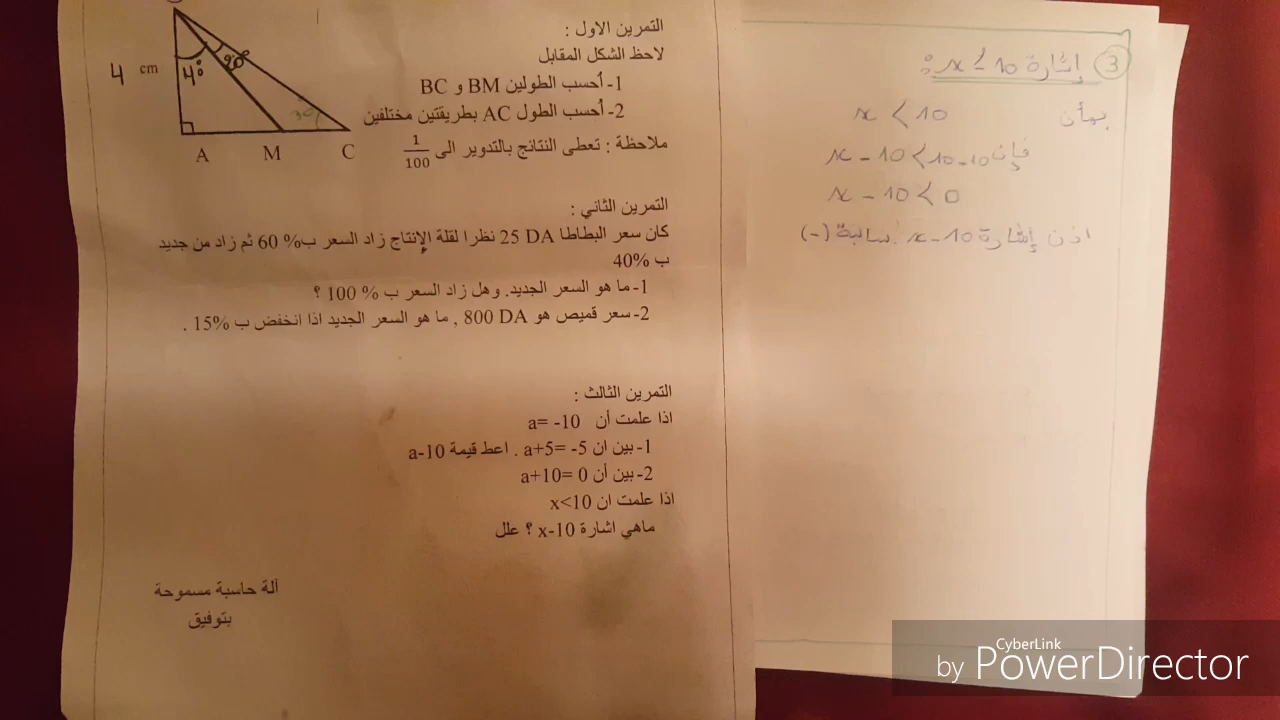 التمرين الاول :
لاحظ الشكل المقابل
1- أحسب الطولين BM و BC
2- أحسب الطول AC بطريقتين مختلفين
ملاحظة : تعطى النتائج بالتدوير الى 1/100
4 cm
A M C
التمرين الثاني :
كان سعر البطاطا 25 DA نظرا لقلة الإنتاج زاد السعر ب% 60 ثم زاد من جديد
ب 40%
1- ما هو السعر الجديد. وهل زاد السعر ب % 100 ؟
2- سعر قميص هو 800 DA , ما هو السعر الجديد اذا انخفض ب 15% .
التمرين الثالث :
اذا علمت أن a= -10
1- بين ان a+5= -5 . اعط قيمة a-10
2- بين أن a+10= 0
اذا علمت ان x<10
ماهي اشارة x-10 ؟ علل
آلة حاسبة مسموحة
بتوفيق
3 إشارة x ≤ 10 :
بمأن x < 10
فإن x - 10 < 10-10
x - 10 < 0
اذن إشارة x-10 سالبة (-)
CyberLink
by PowerDirector